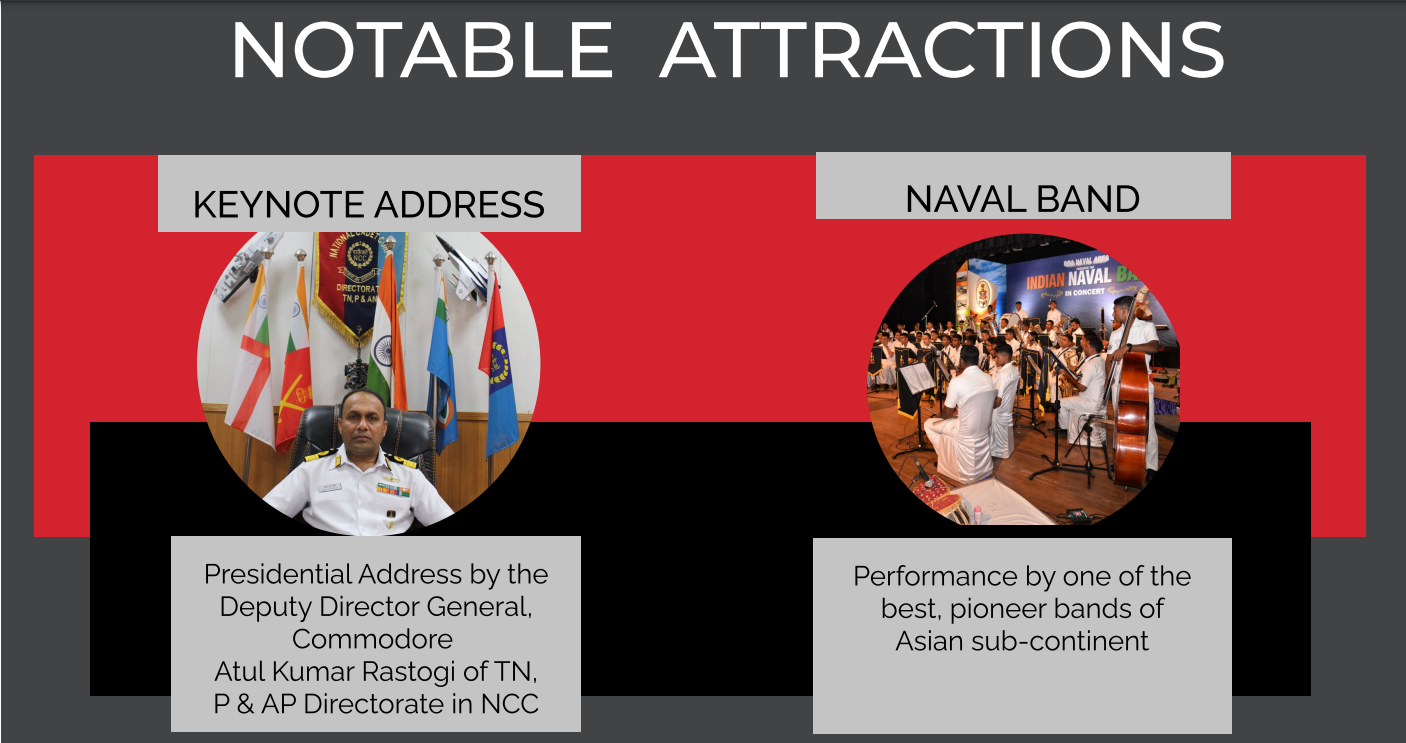 NOTABLE ATTRACTIONS
KEYNOTE ADDRESS
NATIONAL CADET
NCC
DIRECTORAT
TN, P & AN
Presidential Address by the
Deputy Director General,
Commodore
Atul Kumar Rastogi of TN,
P & AP Directorate in NCC
NAVAL BAND
INDIAN NAVAL BA
IN CONCERT
Performance by one of the
best, pioneer bands of
Asian sub-continent